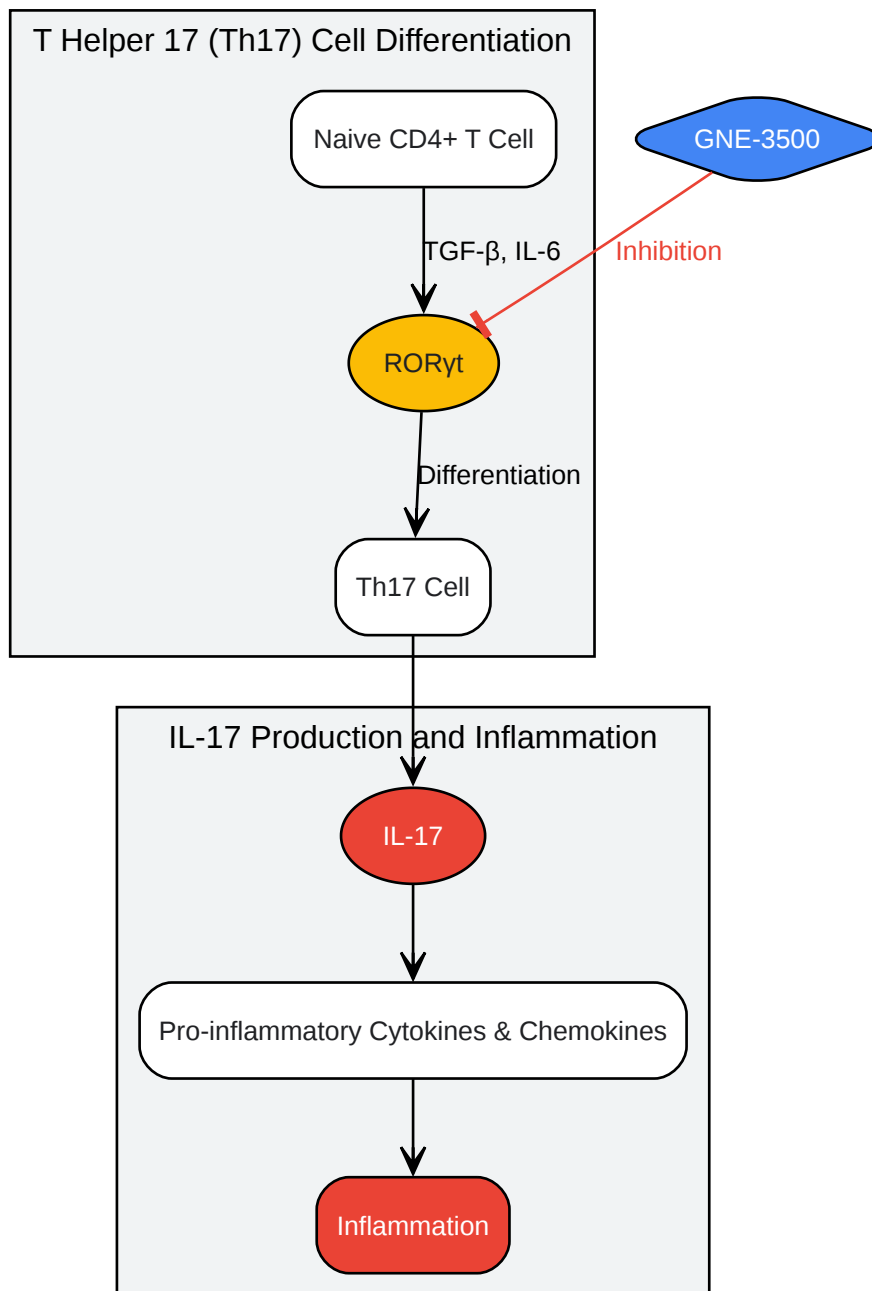 T Helper 17 (Th17) Cell Differentiation
Naive CD4+ T Cell
GNE-3500
TGF-β, IL-6
Inhibition
RORγt
Differentiation
Th17 Cell
IL-17 Production and Inflammation
IL-17
Pro-inflammatory Cytokines & Chemokines
Inflammation